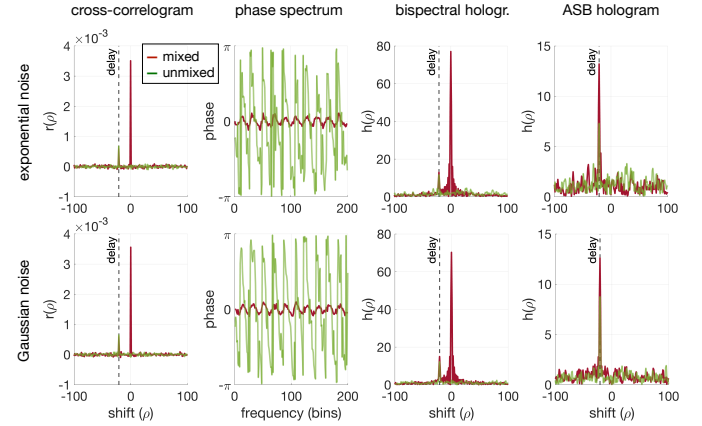 cross-correlogram phase spectrum bispectral hologr. ASB hologram
exponential noise
×10⁻³
r(ρ)
4
3
2
1
0
-1
-100 0 100
delay
mixed
unmixed
phase
π
0
-π
0 100 200
h(ρ)
80
60
40
20
0
-100 0 100
delay
h(ρ)
15
10
5
0
-100 0 100
delay
Gaussian noise
×10⁻³
r(ρ)
4
3
2
1
0
-1
-100 0 100
shift (ρ)
delay
phase
π
0
-π
0 100 200
frequency (bins)
h(ρ)
80
60
40
20
0
-100 0 100
shift (ρ)
delay
h(ρ)
15
10
5
0
-100 0 100
shift (ρ)
delay